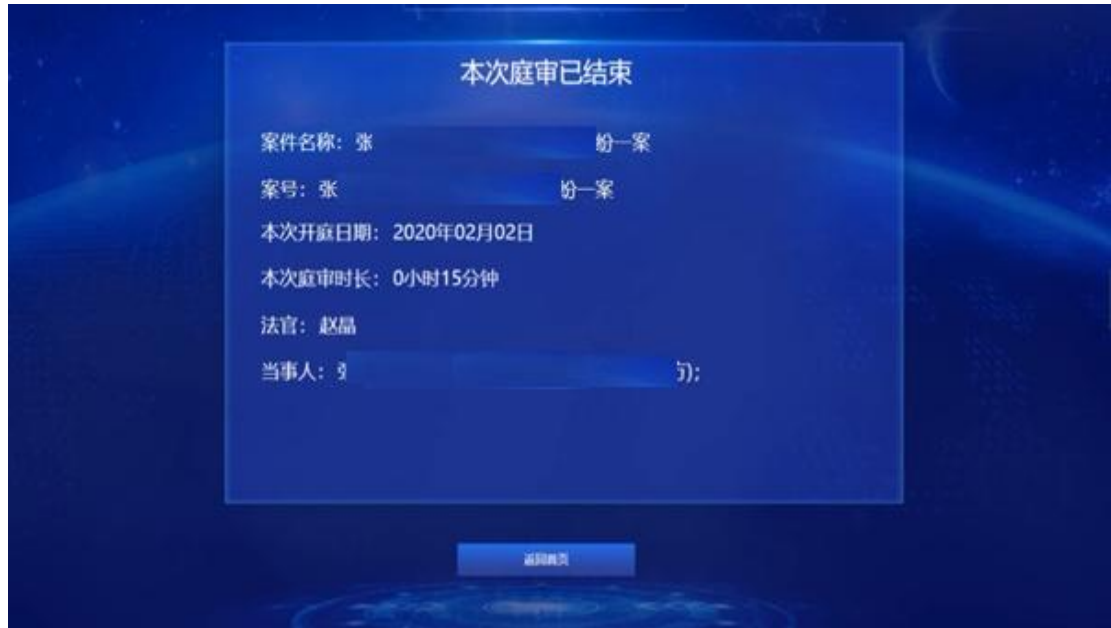 本次庭审已结束
案件名称：张 纷一案
案号：张 纷一案
本次开庭日期：2020年02月02日
本次庭审时长：0小时15分钟
法官：赵晶
当事人：张 方);
返回首页